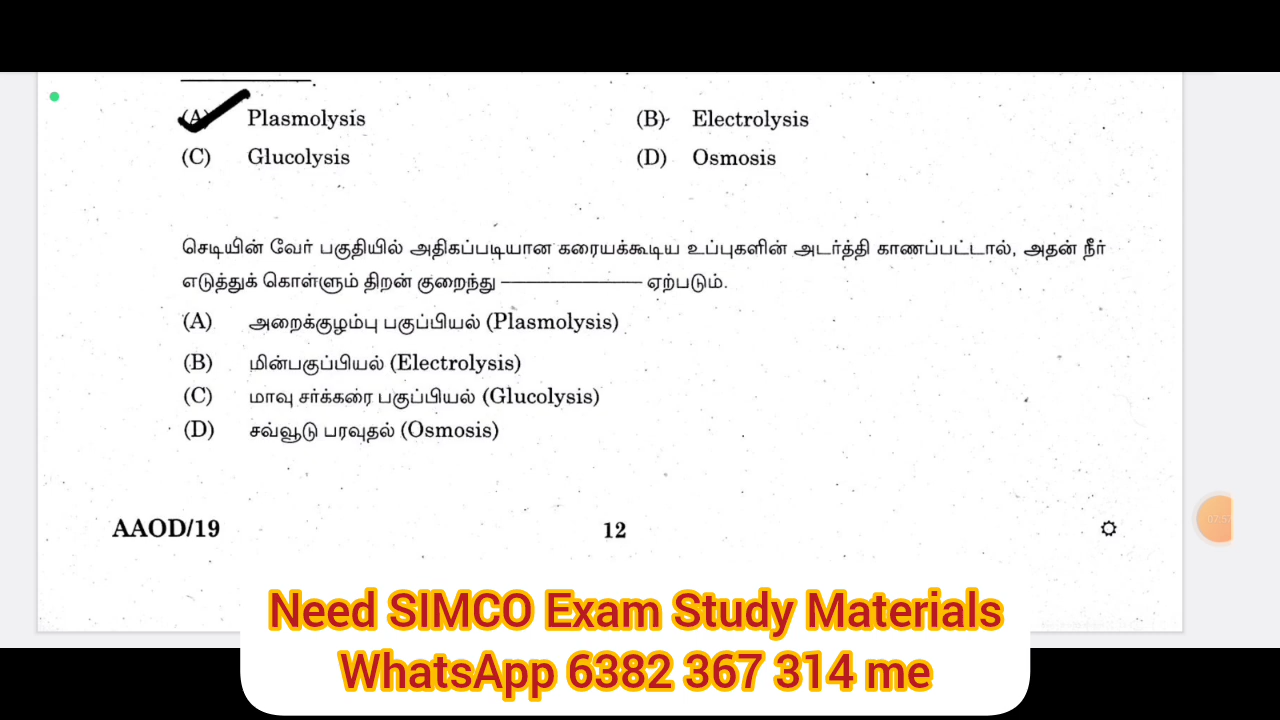 (A) Plasmolysis (B) Electrolysis
(C) Glucolysis (D) Osmosis
செடியின் வேர் பகுதியில் அதிகப்படியான கரையக்கூடிய உப்புகளின் அடர்த்தி காணப்பட்டால், அதன் நீர்
எடுத்துக் கொள்ளும் திறன் குறைந்து ————— ஏற்படும்.
(A) அறைக்குழம்பு பகுப்பியல் (Plasmolysis)
(B) மின்பகுப்பியல் (Electrolysis)
(C) மாவு சர்க்கரை பகுப்பியல் (Glucolysis)
(D) சவ்வூடு பரவுதல் (Osmosis)
AAOD/19 12
Need SIMCO Exam Study Materials
WhatsApp 6382 367 314 me